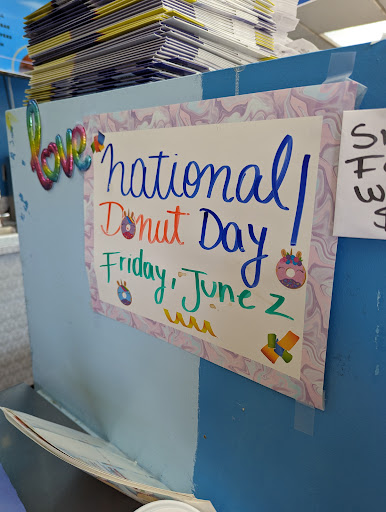 love
national
Donut Day!
Friday, June 2